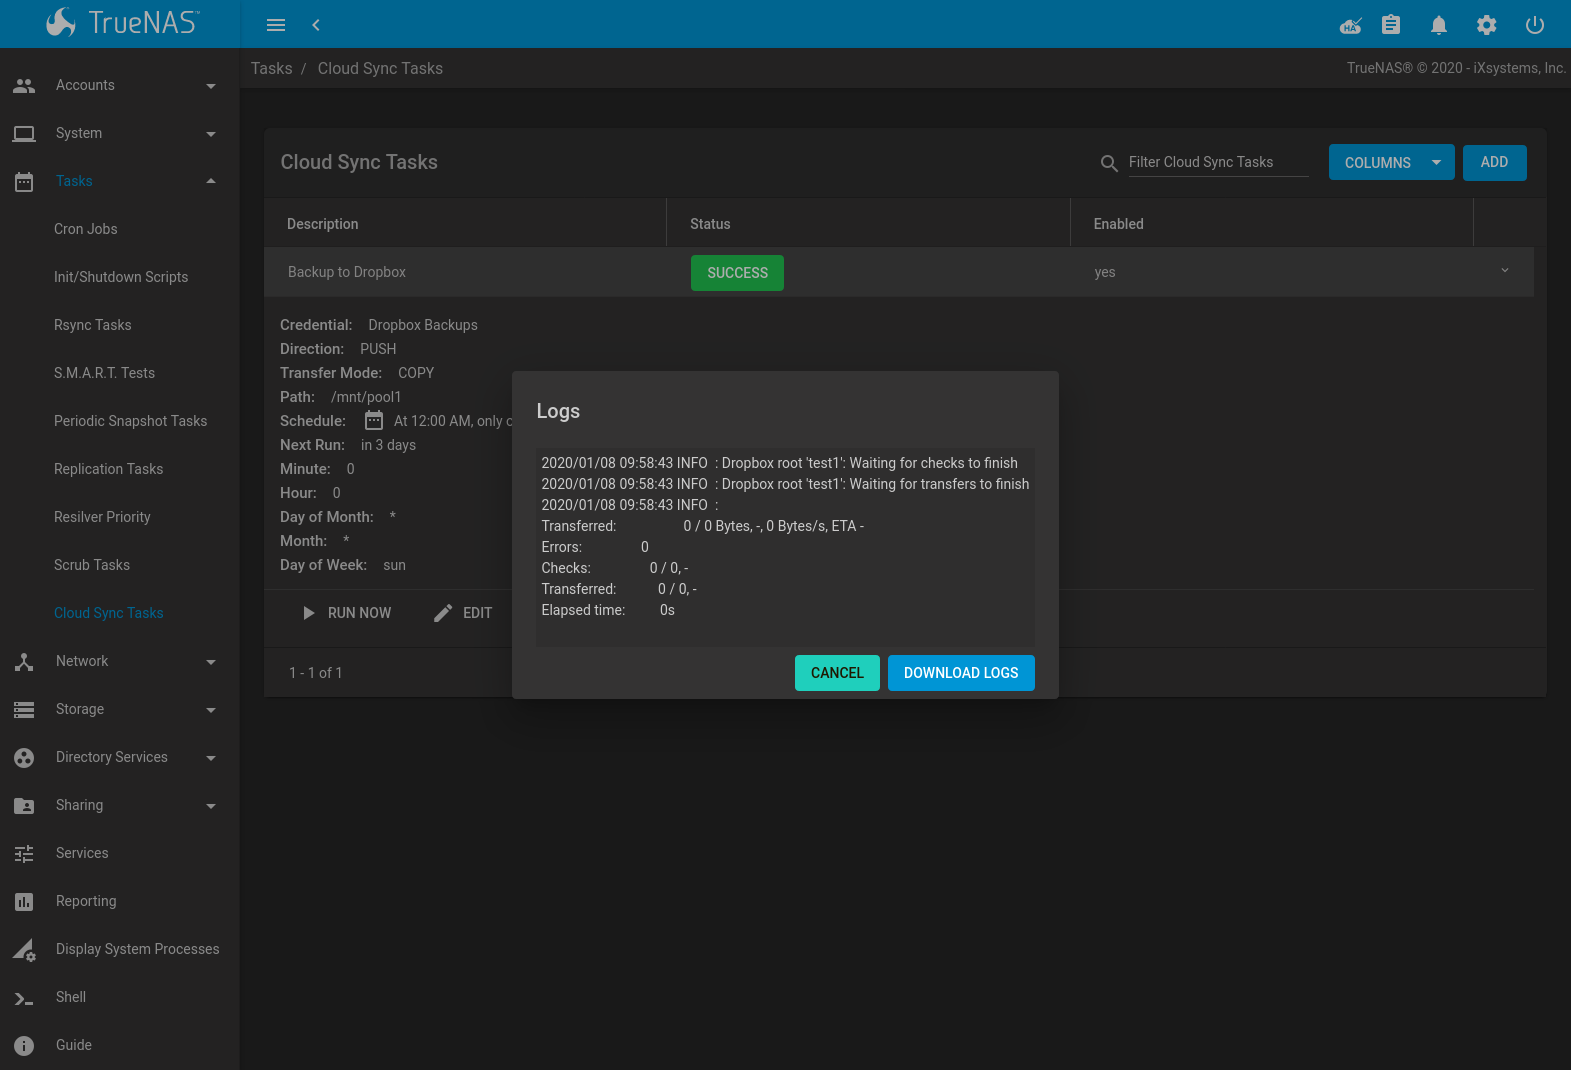 TrueNAS™
HA
Tasks / Cloud Sync Tasks
TrueNAS® © 2020 - iXsystems, Inc.
Accounts
System
Tasks
Cron Jobs
Init/Shutdown Scripts
Rsync Tasks
S.M.A.R.T. Tests
Periodic Snapshot Tasks
Replication Tasks
Resilver Priority
Scrub Tasks
Cloud Sync Tasks
Network
Storage
Directory Services
Sharing
Services
Reporting
Display System Processes
Shell
Guide
Cloud Sync Tasks
Filter Cloud Sync Tasks
COLUMNS
ADD
Description Status Enabled
Backup to Dropbox SUCCESS yes
Credential: Dropbox Backups
Direction: PUSH
Transfer Mode: COPY
Path: /mnt/pool1
Schedule: At 12:00 AM, only
Next Run: in 3 days
Minute: 0
Hour: 0
Day of Month: *
Month: *
Day of Week: sun
RUN NOW EDIT
1 - 1 of 1
Logs
2020/01/08 09:58:43 INFO : Dropbox root 'test1': Waiting for checks to finish
2020/01/08 09:58:43 INFO : Dropbox root 'test1': Waiting for transfers to finish
2020/01/08 09:58:43 INFO :
Transferred: 0 / 0 Bytes, -, 0 Bytes/s, ETA -
Errors: 0
Checks: 0 / 0, -
Transferred: 0 / 0, -
Elapsed time: 0s
CANCEL DOWNLOAD LOGS